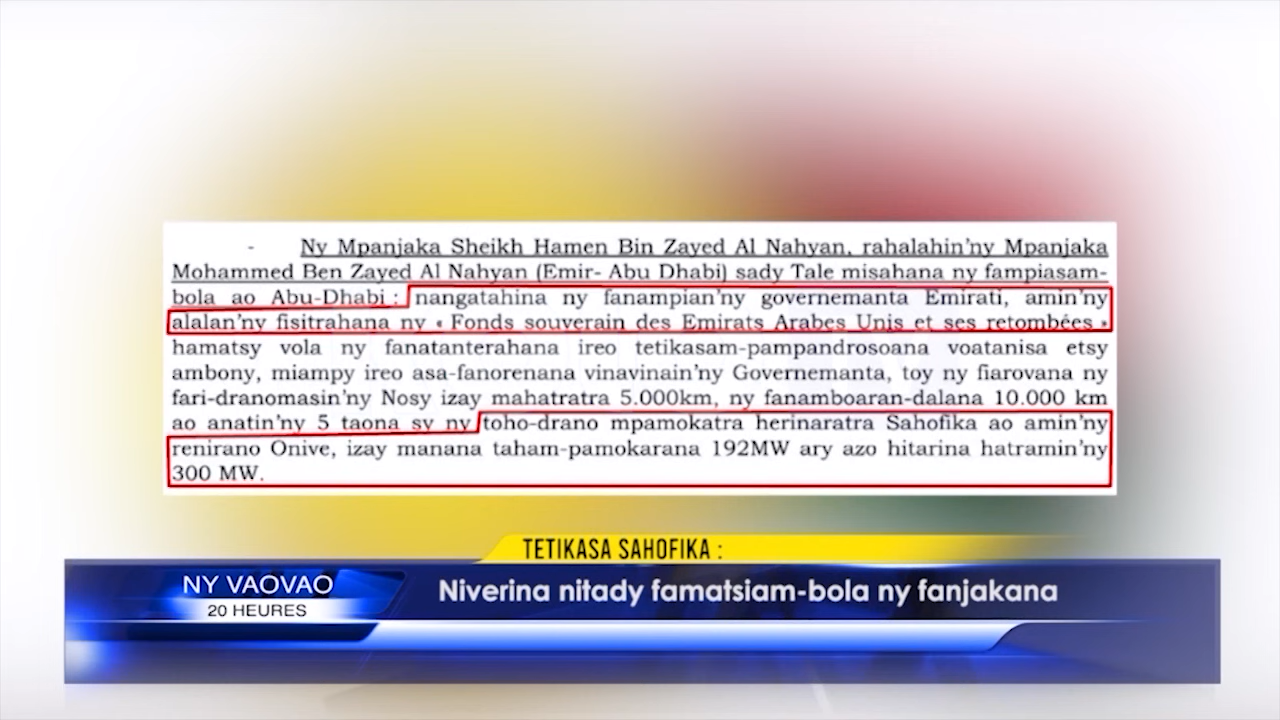 - Ny Mpanjaka Sheikh Hamen Bin Zayed Al Nahyan, rahalahin'ny Mpanjaka
Mohammed Ben Zayed Al Nahyan (Emir- Abu Dhabi) sady Tale misahana ny fampiasam-
bola ao Abu-Dhabi : nangatahina ny fanampian'ny governemanta Emirati, amin'ny
alalan'ny fisitrahana ny « Fonds souverain des Emirats Arabes Unis et ses retombées »
hamatsy vola ny fanatanterahana ireo tetikasam-pampandrosoana voatanisa etsy
ambony, miampy ireo asa-fanorenana vinavinain'ny Governemanta, toy ny fiarovana ny
fari-dranomasin'ny Nosy izay mahatratra 5.000km, ny fanamboaran-dalana 10.000 km
ao anatin'ny 5 taona sy ny toho-drano mpamokatra herinaratra Sahofika ao amin'ny
renirano Onive, izay manana taham-pamokarana 192MW ary azo hitarina hatramin'ny
300 MW.
TETIKASA SAHOFIKA :
NY VAOVAO
20 HEURES
Niverina nitady famatsiam-bola ny fanjakana